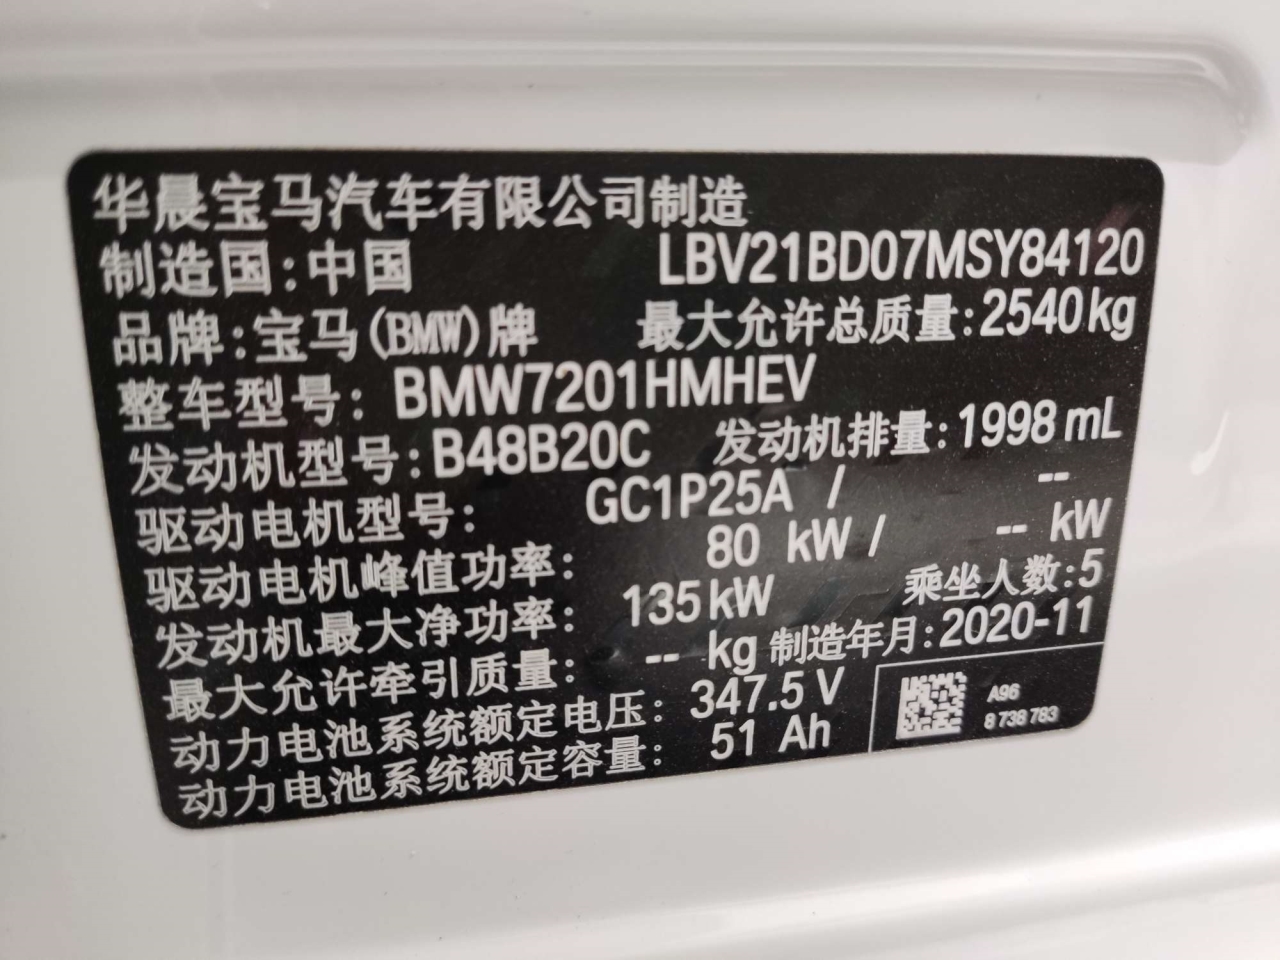 华晨宝马汽车有限公司制造
制造国:中国 LBV21BD07MSY84120
品牌:宝马(BMW)牌 最大允许总质量:2540kg
整车型号: BMW7201HMHEV
发动机型号:B48B20C 发动机排量:1998 mL
驱动电机型号: GC1P25A / --
驱动电机峰值功率: 80 kW / -- kW
发动机最大净功率: 135kW 乘坐人数:5
最大允许牵引质量: -- kg 制造年月:2020-11
动力电池系统额定电压: 347.5 V
动力电池系统额定容量: 51 Ah
A96
8 738 783